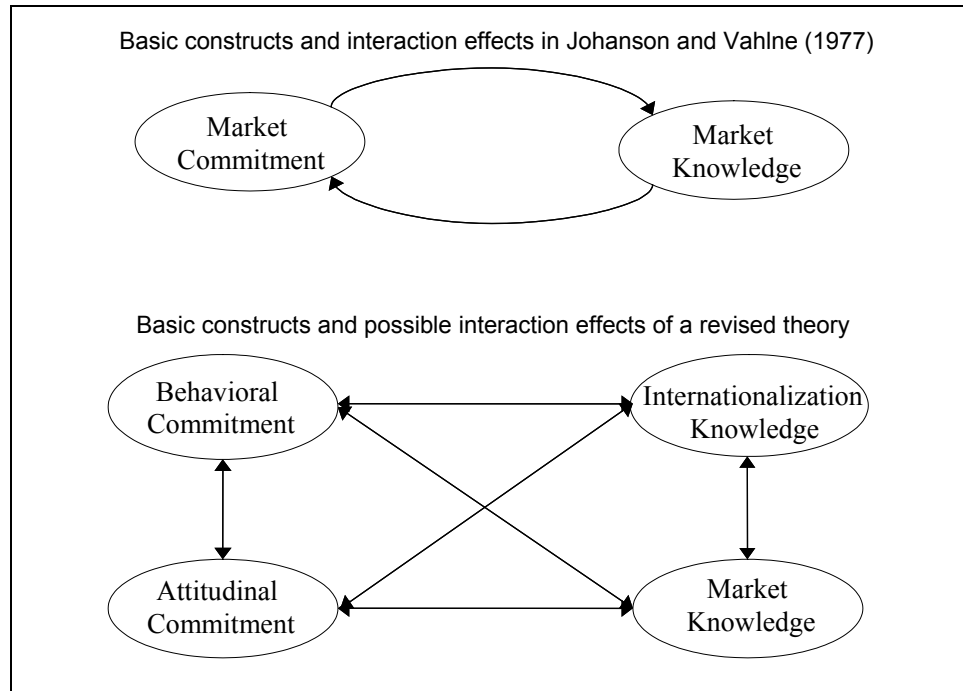 Basic constructs and interaction effects in Johanson and Vahlne (1977)
Market
Commitment
Market
Knowledge
Basic constructs and possible interaction effects of a revised theory
Behavioral
Commitment
Internationalization
Knowledge
Attitudinal
Commitment
Market
Knowledge